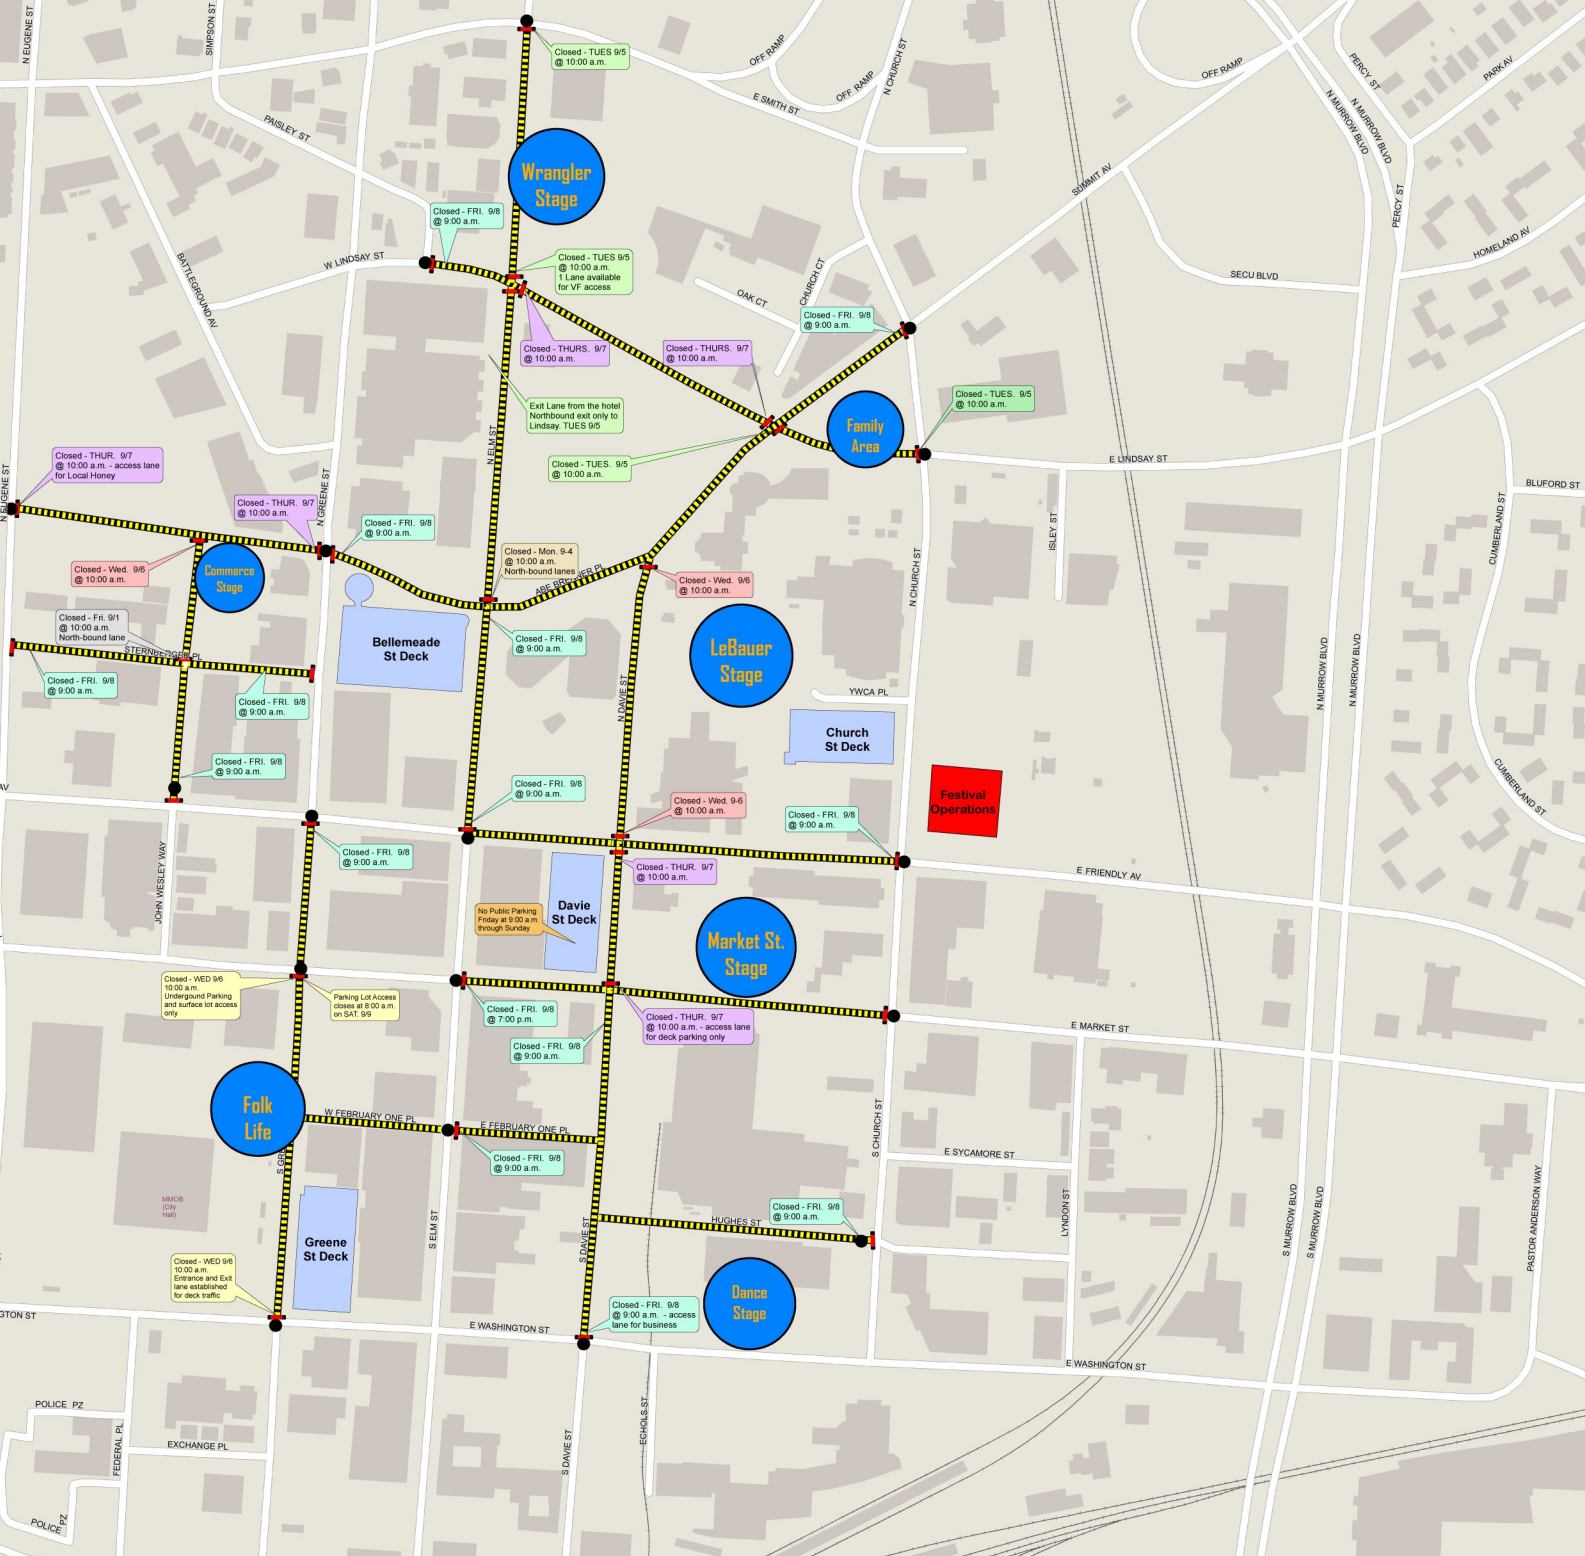 N EUGENE ST
SIMPSON ST
PAISLEY ST
Closed - TUES 9/5
@ 10:00 a.m.
OFF RAMP
OFF RAMP
N CHURCH ST
E SMITH ST
OFF RAMP
PERCY ST
PARK AV
N MURROW BLVD
N MURROW BLVD
SUMMIT AV
PERCY ST
HOMELAND AV
SECU BLVD
Wrangler
Stage
Closed - FRI. 9/8
@ 9:00 a.m.
W LINDSAY ST
BATTLEGROUND AV
Closed - TUES 9/5
@ 10:00 a.m.
1 Lane available
for VF access
CHURCH CT
OAK CT
Closed - FRI. 9/8
@ 9:00 a.m.
Closed - THURS. 9/7
@ 10:00 a.m.
Closed - THURS. 9/7
@ 10:00 a.m.
Exit Lane from the hotel
Northbound exit only to
Lindsay. TUES 9/5
N ELM ST
Closed - TUES. 9/5
@ 10:00 a.m.
Family
Area
Closed - TUES. 9/5
@ 10:00 a.m.
E LINDSAY ST
BLUFORD ST
CUMBERLAND ST
ISLEY ST
Closed - THUR. 9/7
@ 10:00 a.m. - access lane
for Local Honey
N EUGENE ST
Closed - THUR. 9/7
@ 10:00 a.m.
N GREENE ST
Closed - FRI. 9/8
@ 9:00 a.m.
Closed - Wed. 9/6
@ 10:00 a.m.
Commerce
Stage
Closed - Mon. 9-4
@ 10:00 a.m.
North-bound lanes
ABE BRENNER PL
Closed - Wed. 9/6
@ 10:00 a.m.
N CHURCH ST
Closed - Fri. 9/1
@ 10:00 a.m.
North-bound lane
STERNBERGER PL
Bellemeade
St Deck
Closed - FRI. 9/8
@ 9:00 a.m.
LeBauer
Stage
Closed - FRI. 9/8
@ 9:00 a.m.
Closed - FRI. 9/8
@ 9:00 a.m.
N DAVIE ST
YWCA PL
Church
St Deck
N MURROW BLVD
N MURROW BLVD
Closed - FRI. 9/8
@ 9:00 a.m.
AV
Closed - FRI. 9/8
@ 9:00 a.m.
Closed - Wed. 9-6
@ 10:00 a.m.
Closed - FRI. 9/8
@ 9:00 a.m.
Festival
Operations
CUMBERLAND ST
Closed - FRI. 9/8
@ 9:00 a.m.
JOHN WESLEY WAY
Closed - THUR. 9/7
@ 10:00 a.m.
E FRIENDLY AV
No Public Parking
Friday at 9:00 a.m.
through Sunday
Davie
St Deck
Market St.
Stage
Closed - WED 9/6
10:00 a.m.
Undergound Parking
and surface lot access
only
Parking Lot Access
closes at 8:00 a.m.
on SAT. 9/9
Closed - FRI. 9/8
@ 7:00 p.m.
Closed - THUR. 9/7
@ 10:00 a.m. - access lane
for deck parking only
E MARKET ST
Closed - FRI. 9/8
@ 9:00 a.m.
Folk
Life
W FEBRUARY ONE PL
E FEBRUARY ONE PL
Closed - FRI. 9/8
@ 9:00 a.m.
S CHURCH ST
E SYCAMORE ST
MMOB
(City
Hall)
S GRE
LYNDON ST
S MURROW BLVD
S MURROW BLVD
PASTOR ANDERSON WAY
Closed - FRI. 9/8
@ 9:00 a.m.
HUGHES ST
Greene
St Deck
S ELM ST
S DAVIE ST
Closed - WED 9/6
10:00 a.m.
Entrance and Exit
lane established
for deck traffic
Dance
Stage
Closed - FRI. 9/8
@ 9:00 a.m. - access
lane for business
GTON ST
E WASHINGTON ST
E WASHINGTON ST
POLICE PZ
FEDERAL PL
EXCHANGE PL
ECHOLS ST
S DAVIE ST
POLICE PZ